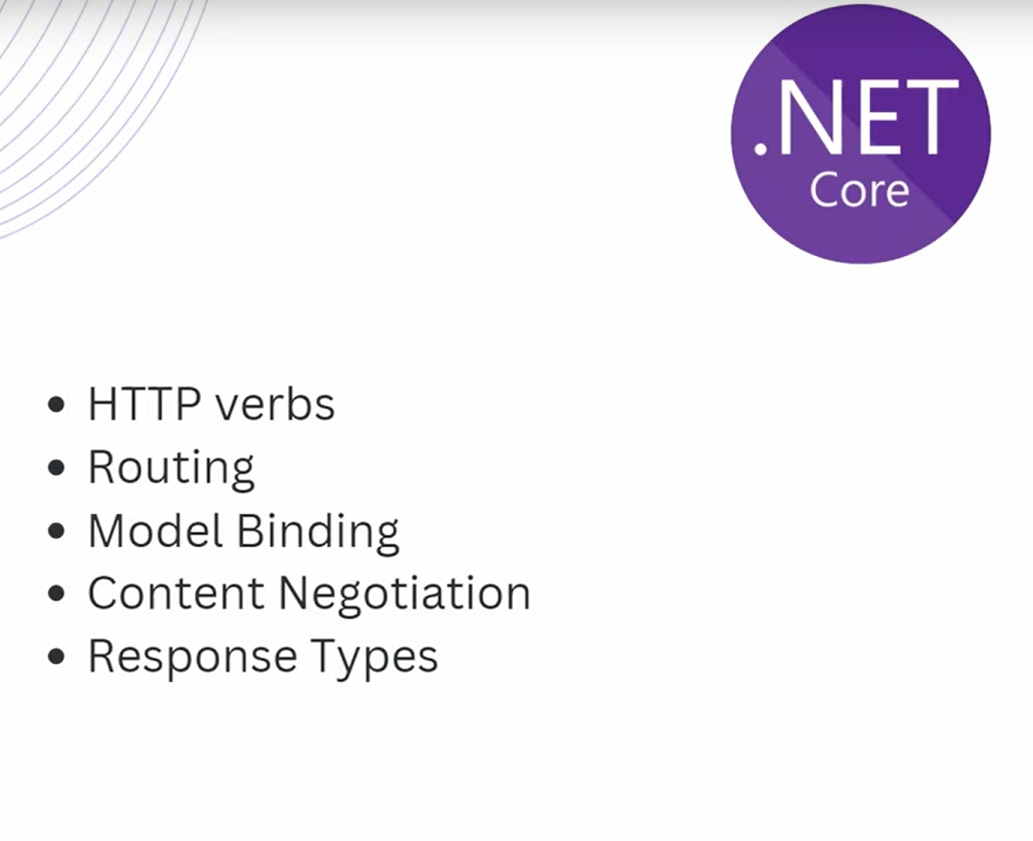 .NET
Core
• HTTP verbs
• Routing
• Model Binding
• Content Negotiation
• Response Types